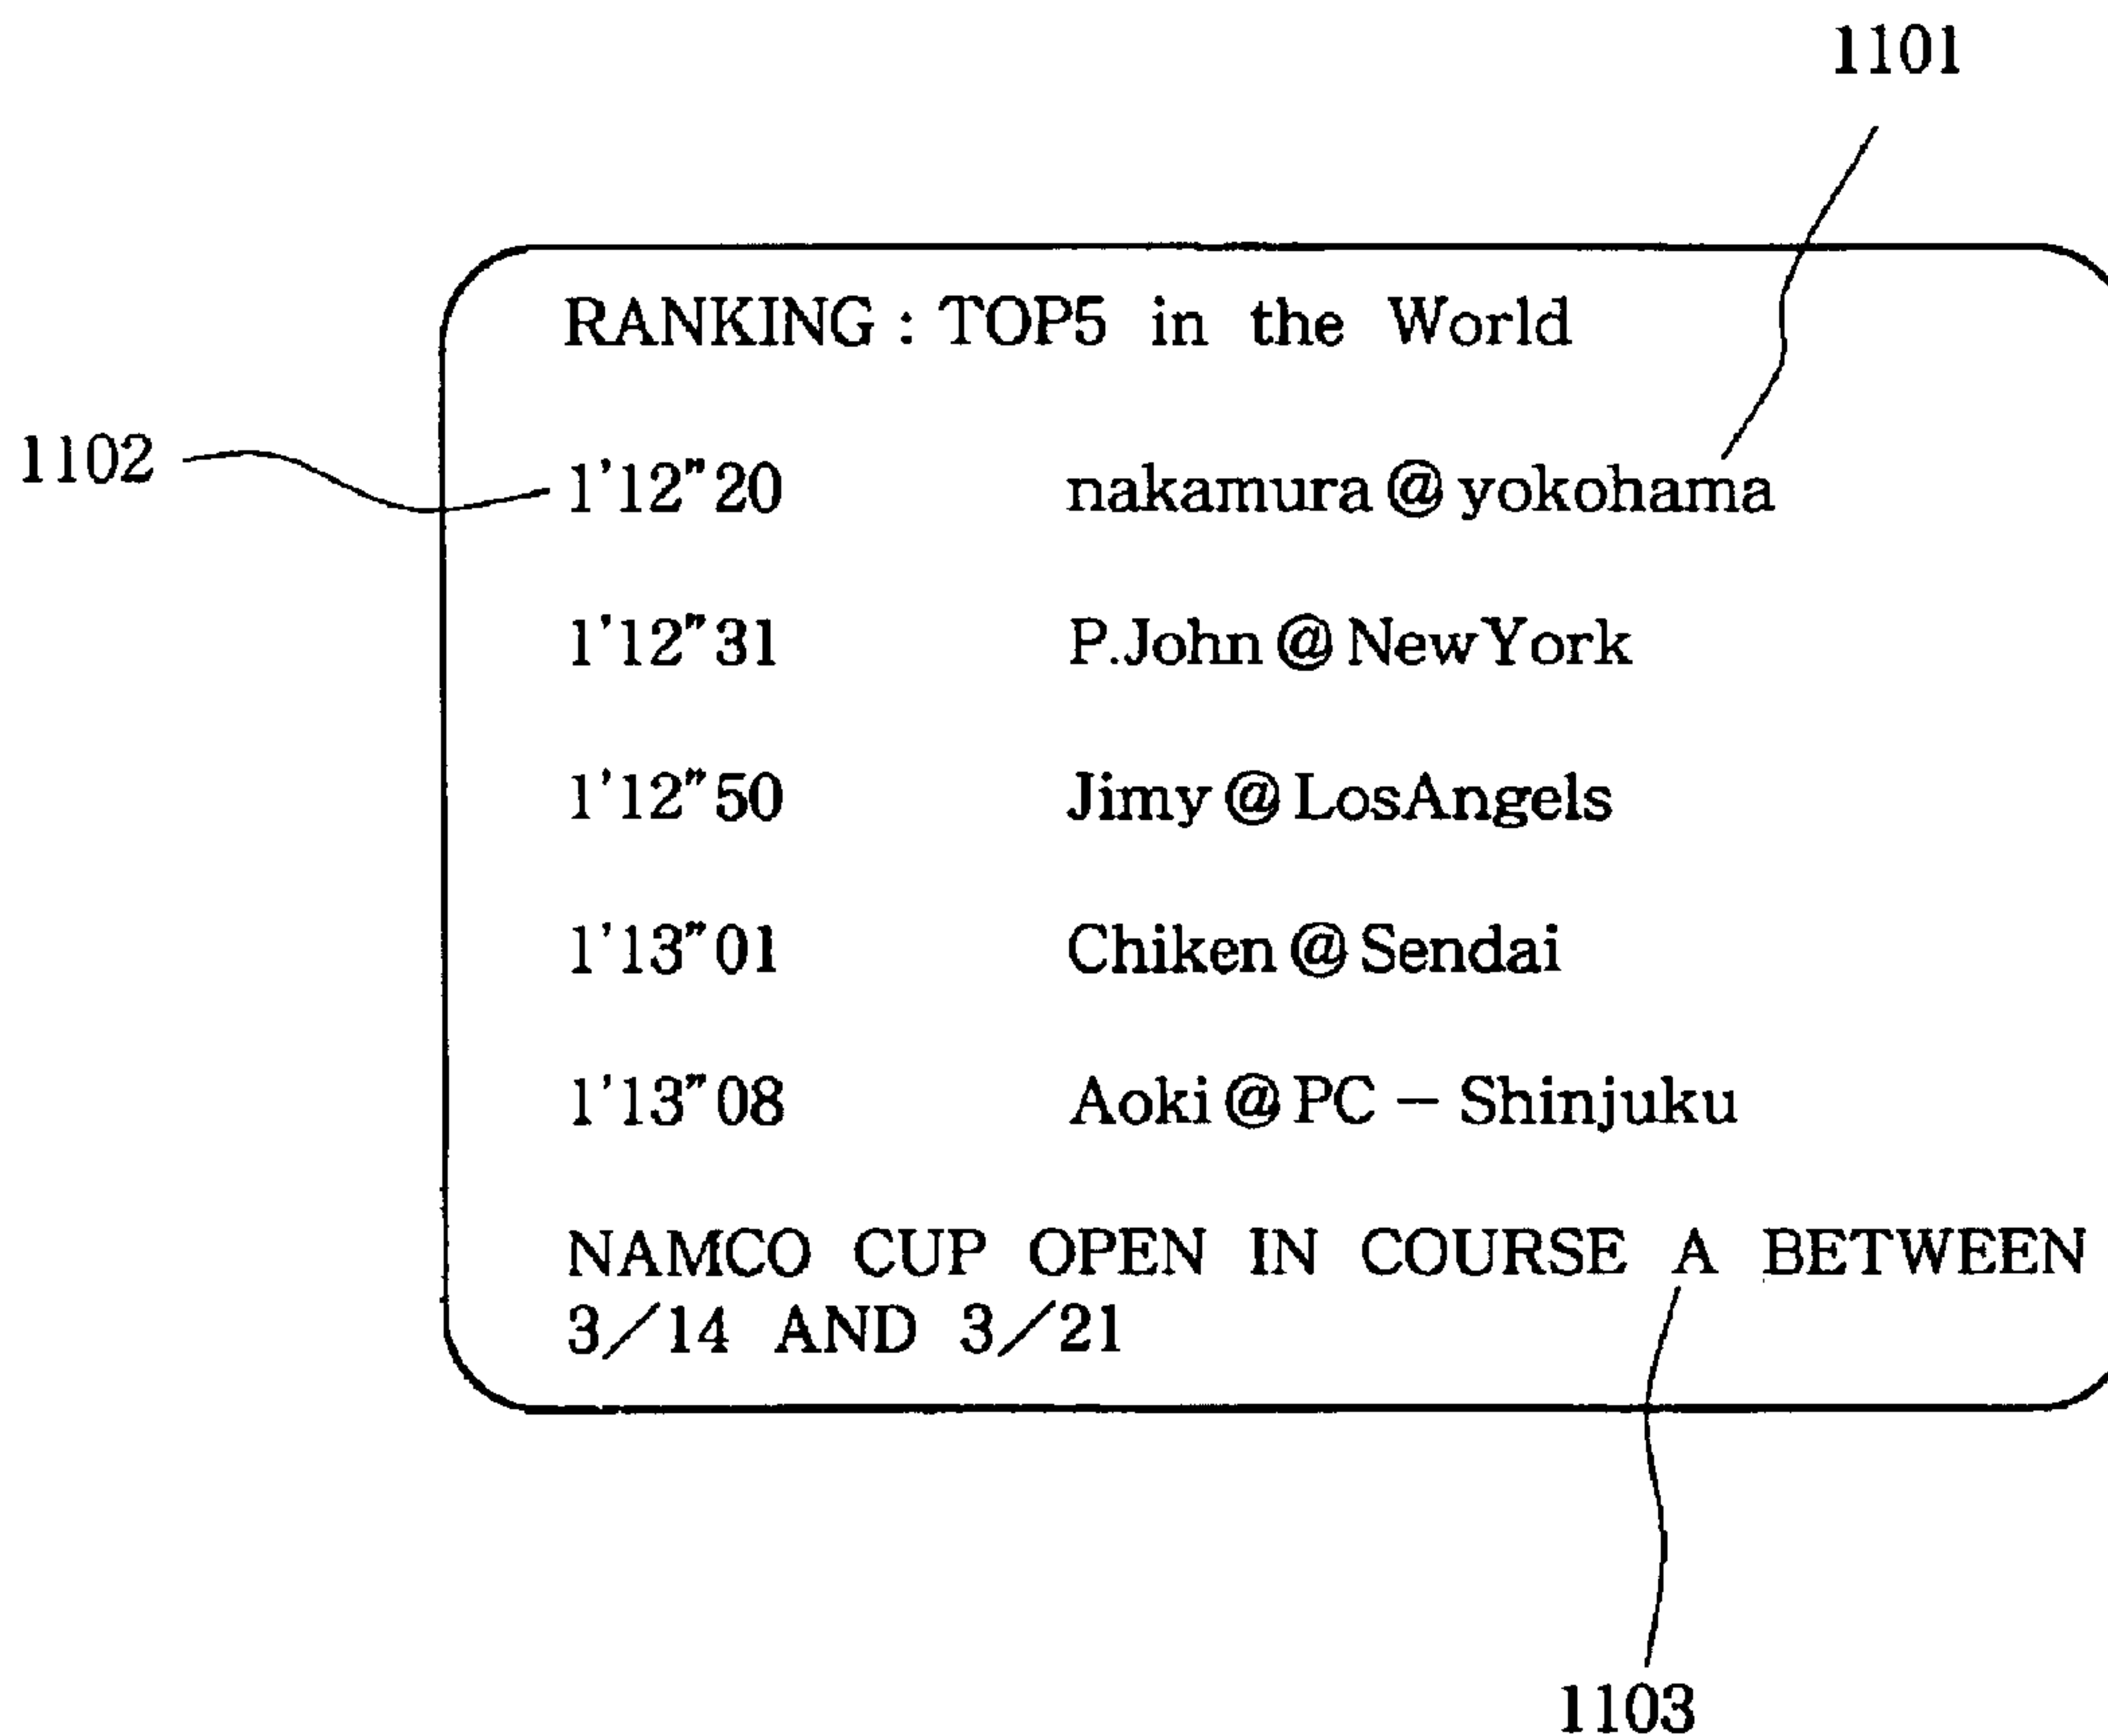 1101
RANKING : TOP5 in the World
1102
1'12"20 nakamura@yokohama
1'12"31 P.John@NewYork
1'12"50 Jimy@LosAngels
1'13"01 Chiken@Sendai
1'13"08 Aoki@PC – Shinjuku
NAMCO CUP OPEN IN COURSE A BETWEEN
3/14 AND 3/21
1103